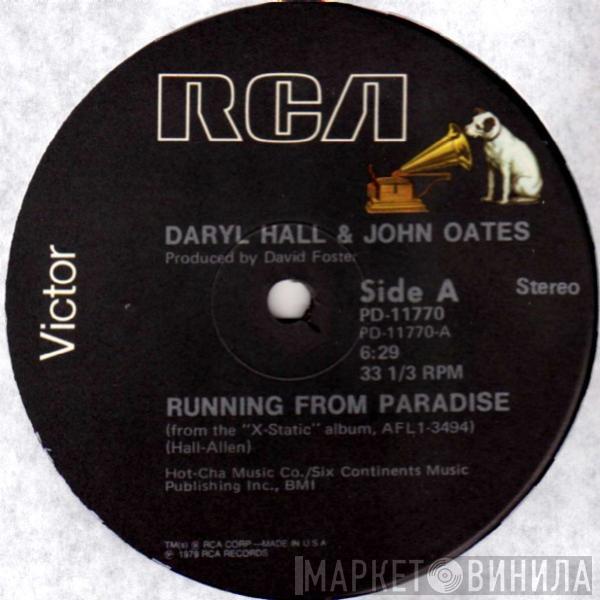 RCA
Victor
DARYL HALL & JOHN OATES
Produced by David Foster
Side A
Stereo
PD-11770
PD-11770-A
6:29
33 1/3 RPM
RUNNING FROM PARADISE
(from the "X-Static" album, AFL1-3494)
(Hall-Allen)
Hot-Cha Music Co./Six Continents Music
Publishing Inc., BMI
TM(s) ® RCA CORP.—MADE IN U.S.A.
℗ 1979 RCA RECORDS
МАРКЕТ ВИНИЛА